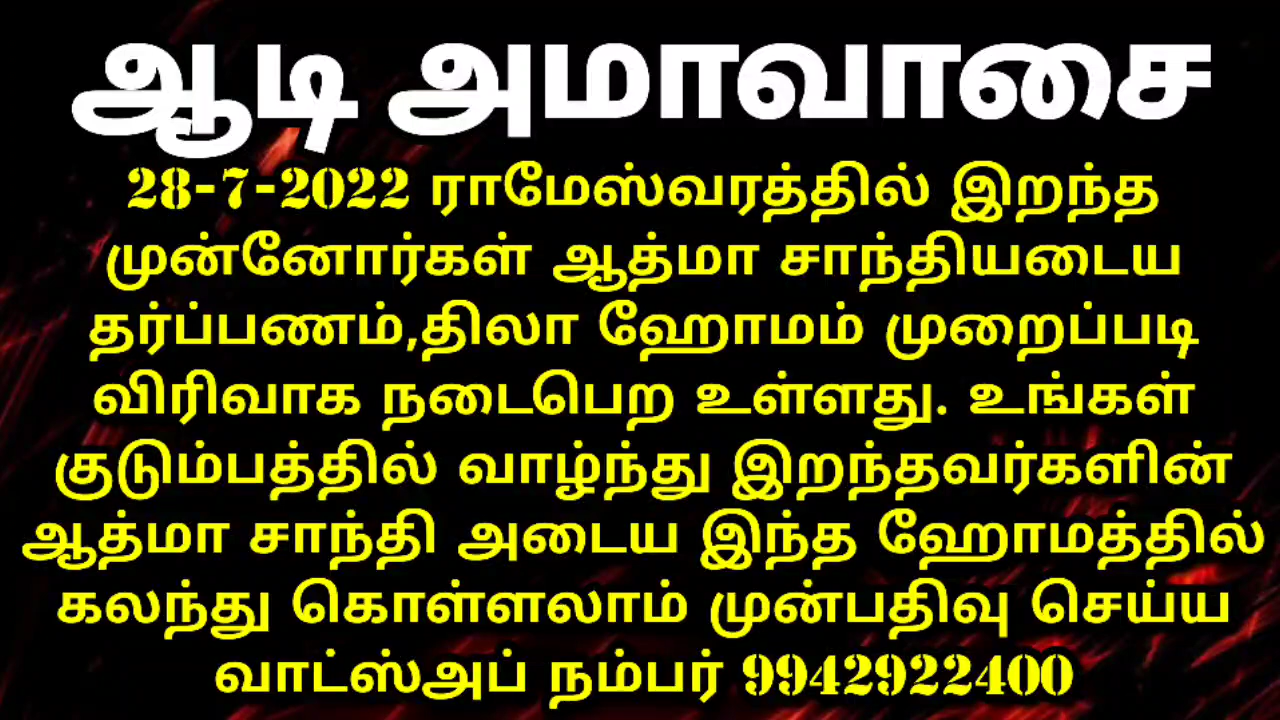 ஆடி அமாவாசை
28-7-2022 ராமேஸ்வரத்தில் இறந்த
முன்னோர்கள் ஆத்மா சாந்தியடைய
தர்ப்பணம்,திலா ஹோமம் முறைப்படி
விரிவாக நடைபெற உள்ளது. உங்கள்
குடும்பத்தில் வாழ்ந்து இறந்தவர்களின்
ஆத்மா சாந்தி அடைய இந்த ஹோமத்தில்
கலந்து கொள்ளலாம் முன்பதிவு செய்ய
வாட்ஸ்அப் நம்பர் 9942922400